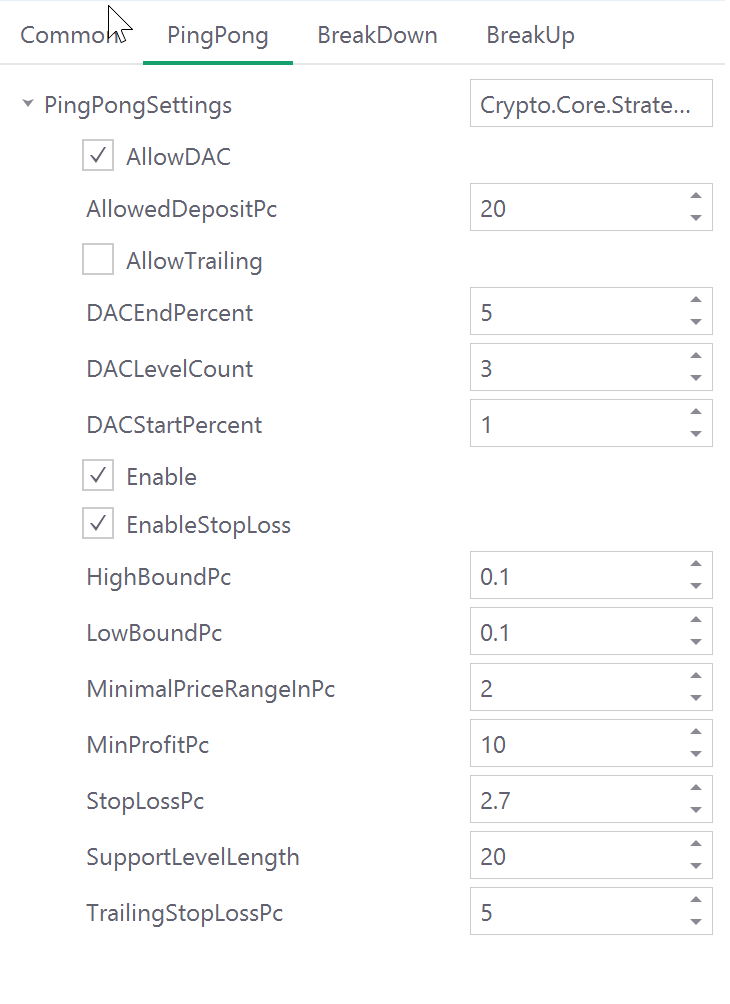 Common PingPong BreakDown BreakUp
PingPongSettings Crypto.Core.Strate...
AllowDAC
AllowedDepositPc 20
AllowTrailing
DACEndPercent 5
DACLevelCount 3
DACStartPercent 1
Enable
EnableStopLoss
HighBoundPc 0.1
LowBoundPc 0.1
MinimalPriceRangeInPc 2
MinProfitPc 10
StopLossPc 2.7
SupportLevelLength 20
TrailingStopLossPc 5